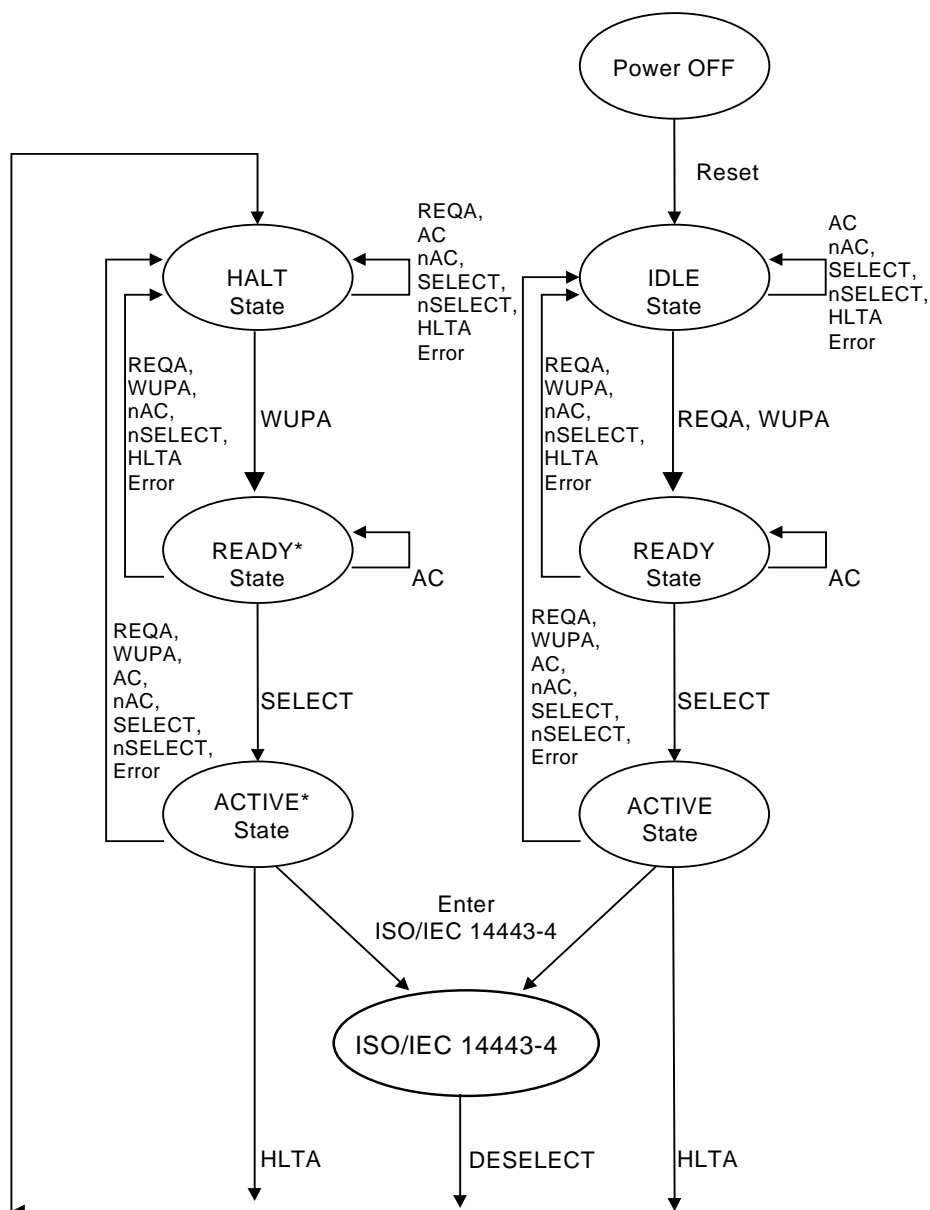 Power OFF
Reset
REQA,
AC
nAC,
SELECT,
nSELECT,
HLTA
Error
AC
nAC,
SELECT,
nSELECT,
HLTA
Error
HALT
State
IDLE
State
REQA,
WUPA,
nAC,
nSELECT,
HLTA
Error
WUPA
REQA,
WUPA,
nAC,
nSELECT,
HLTA
Error
REQA, WUPA
READY*
State
AC
READY
State
AC
REQA,
WUPA,
AC,
nAC,
SELECT,
nSELECT,
Error
SELECT
REQA,
WUPA,
AC,
nAC,
SELECT,
nSELECT,
Error
SELECT
ACTIVE*
State
ACTIVE
State
Enter
ISO/IEC 14443-4
ISO/IEC 14443-4
HLTA
DESELECT
HLTA